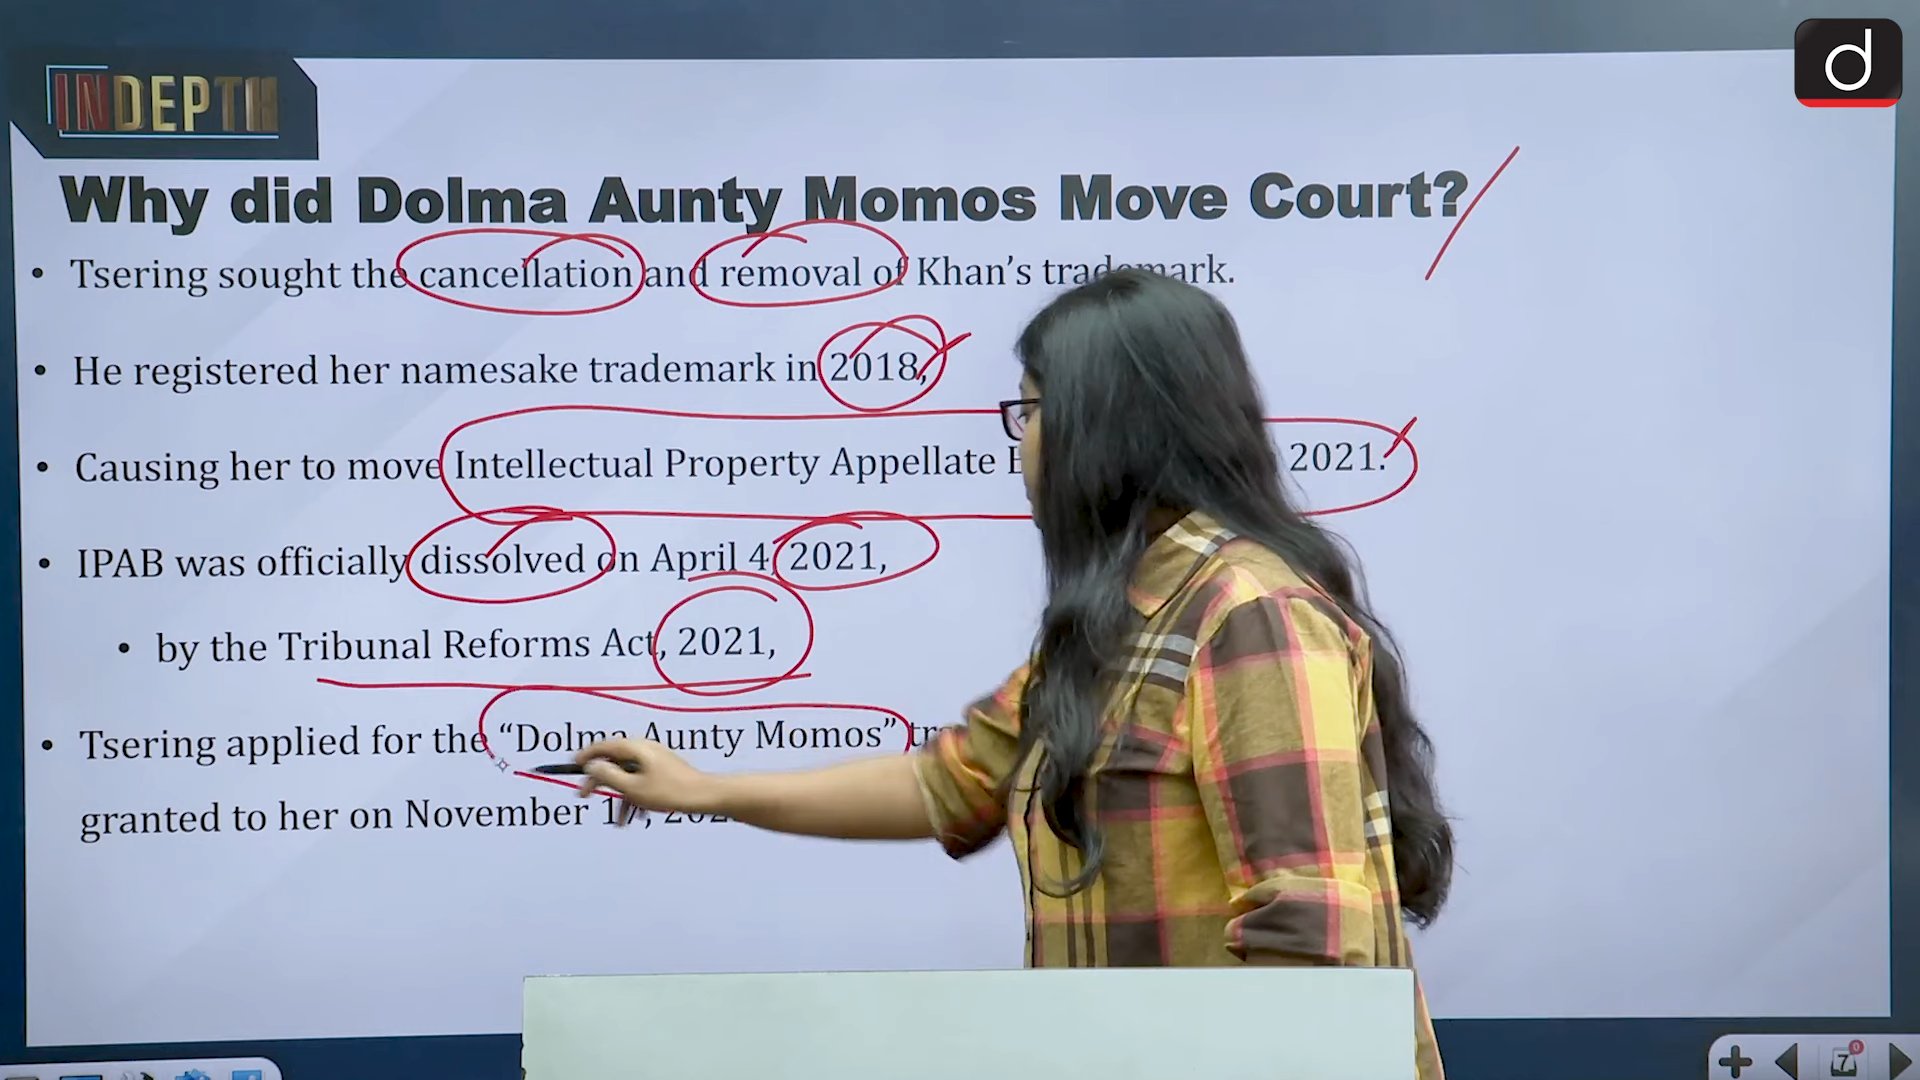 INDEPTH
d
Why did Dolma Aunty Momos Move Court?
• Tsering sought the cancellation and removal of Khan's trademark.
• He registered her namesake trademark in 2018,
• Causing her to move Intellectual Property Appellate 2021.
• IPAB was officially dissolved on April 4, 2021,
• by the Tribunal Reforms Act, 2021,
• Tsering applied for the “Dolma Aunty Momos”
granted to her on November 17,
7
0